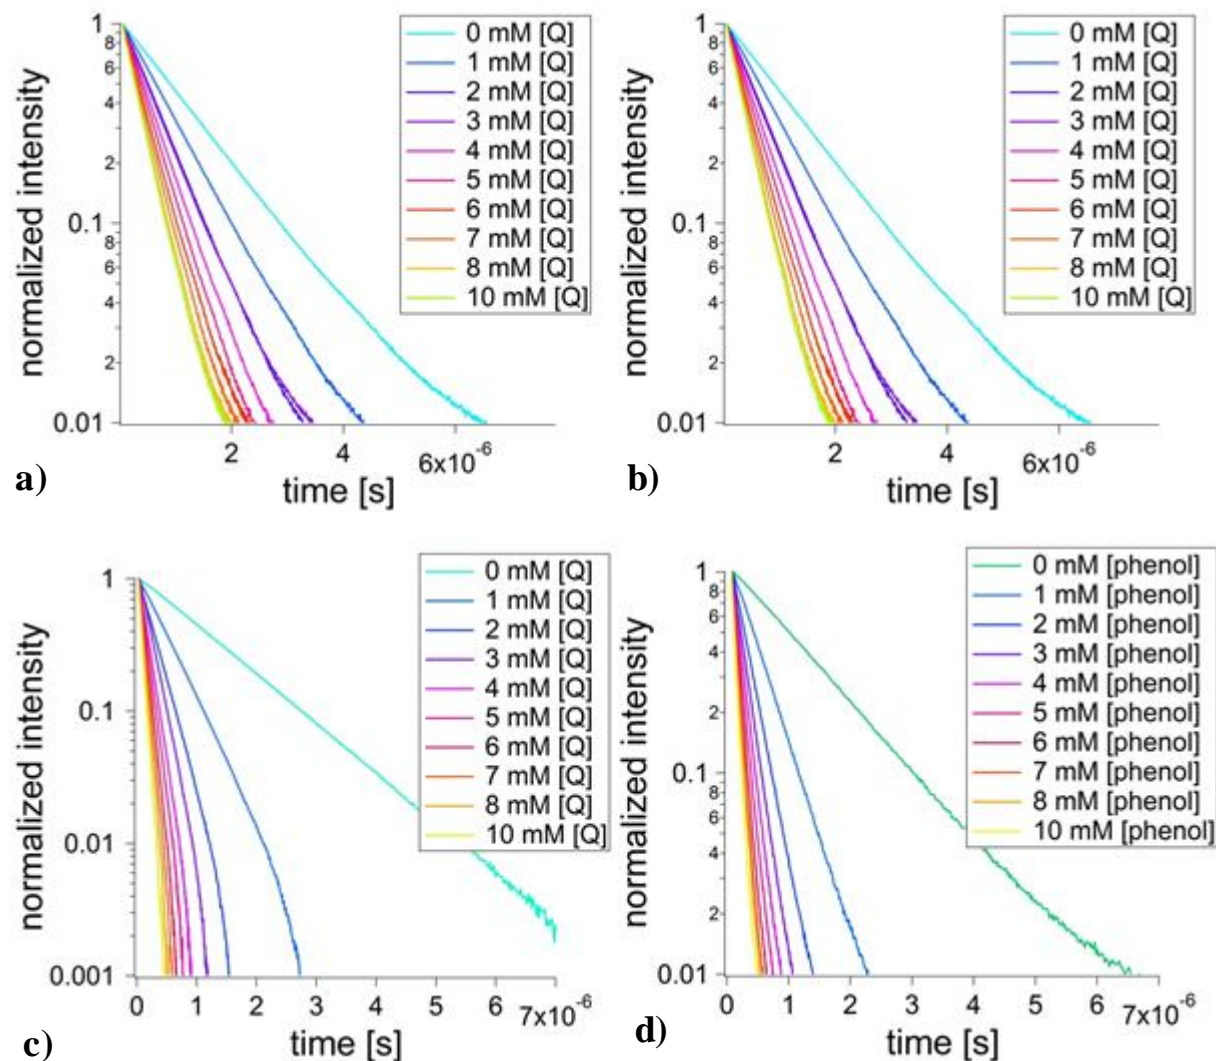 normalized intensity
1
8
6
4
2
0.1
8
6
4
2
0.01
2
4
6x10⁻⁶
time [s]
0 mM [Q]
1 mM [Q]
2 mM [Q]
3 mM [Q]
4 mM [Q]
5 mM [Q]
6 mM [Q]
7 mM [Q]
8 mM [Q]
10 mM [Q]
a)
normalized intensity
1
8
6
4
2
0.1
8
6
4
2
0.01
2
4
6x10⁻⁶
time [s]
0 mM [Q]
1 mM [Q]
2 mM [Q]
3 mM [Q]
4 mM [Q]
5 mM [Q]
6 mM [Q]
7 mM [Q]
8 mM [Q]
10 mM [Q]
b)
normalized intensity
1
0.1
0.01
0.001
0
1
2
3
4
5
6
7x10⁻⁶
time [s]
0 mM [Q]
1 mM [Q]
2 mM [Q]
3 mM [Q]
4 mM [Q]
5 mM [Q]
6 mM [Q]
7 mM [Q]
8 mM [Q]
10 mM [Q]
c)
normalized intensity
1
8
6
4
2
0.1
8
6
4
2
0.01
0
1
2
3
4
5
6
7x10⁻⁶
time [s]
0 mM [phenol]
1 mM [phenol]
2 mM [phenol]
3 mM [phenol]
4 mM [phenol]
5 mM [phenol]
6 mM [phenol]
7 mM [phenol]
8 mM [phenol]
10 mM [phenol]
d)